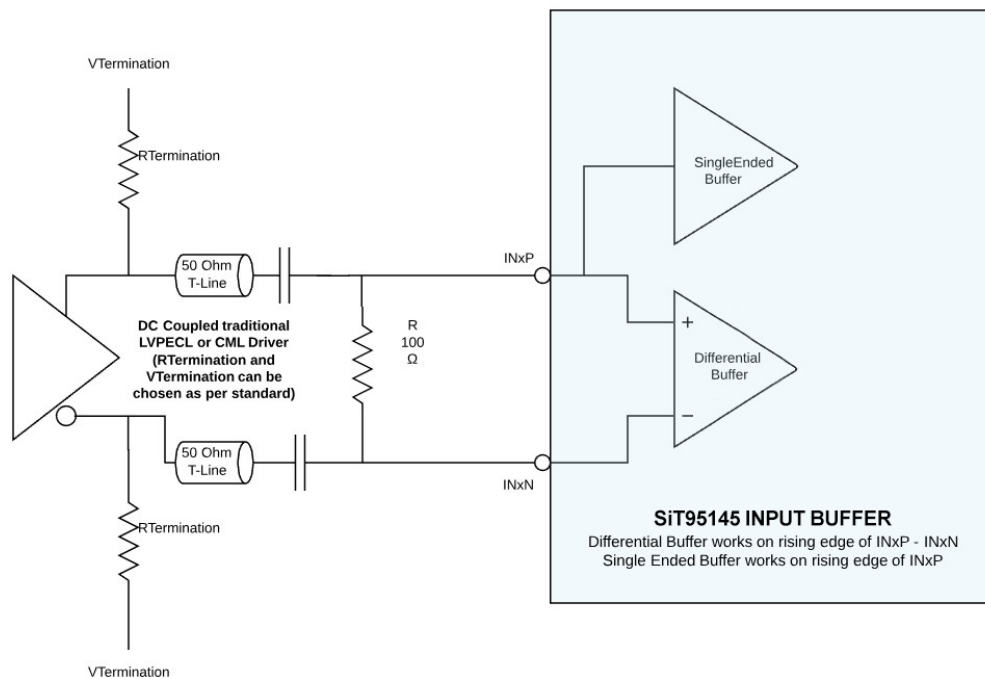 VTermination
RTermination
SingleEnded
Buffer
INxP
50 Ohm
T-Line
DC Coupled traditional
LVPECL or CML Driver
(RTermination and
VTermination can be
chosen as per standard)
R
100
Ω
+
Differential
Buffer
−
50 Ohm
T-Line
INxN
RTermination
VTermination
SiT95145 INPUT BUFFER
Differential Buffer works on rising edge of INxP - INxN
Single Ended Buffer works on rising edge of INxP